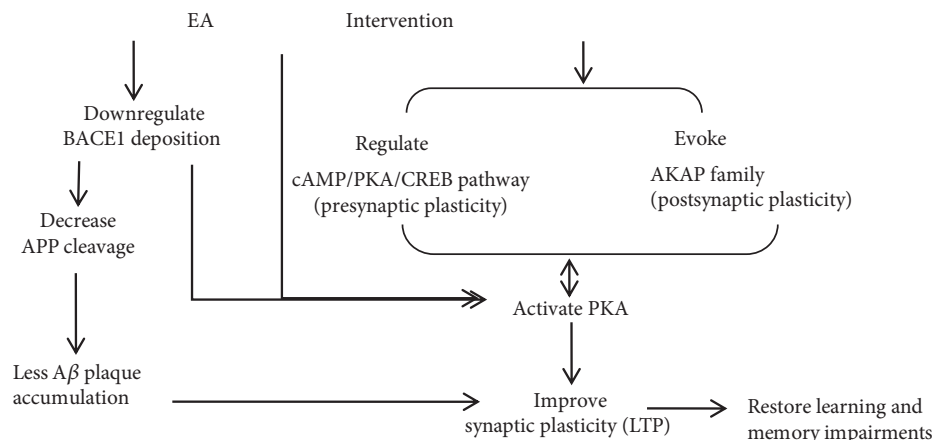 EA Intervention
Downregulate
BACE1 deposition
Regulate
cAMP/PKA/CREB pathway
(presynaptic plasticity)
Evoke
AKAP family
(postsynaptic plasticity)
Decrease
APP cleavage
Activate PKA
Less Aβ plaque
accumulation
Improve
synaptic plasticity (LTP)
Restore learning and
memory impairments